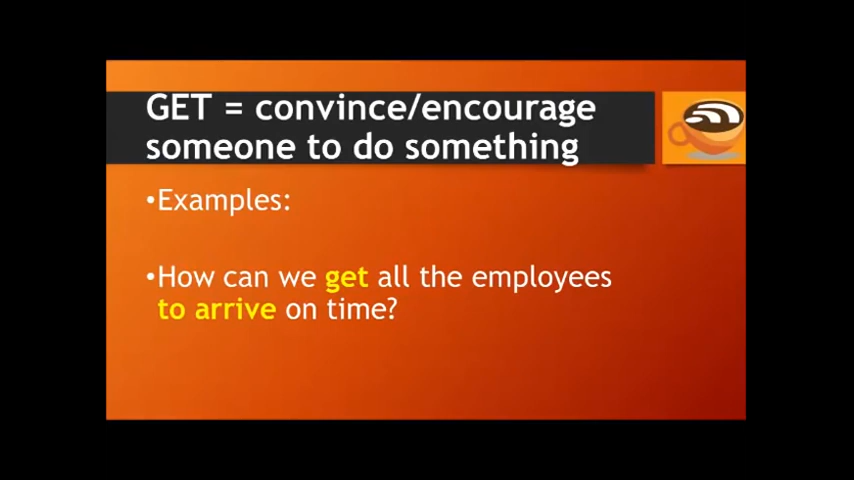 GET = convince/encourage
someone to do something
•Examples:
•How can we get all the employees
to arrive on time?